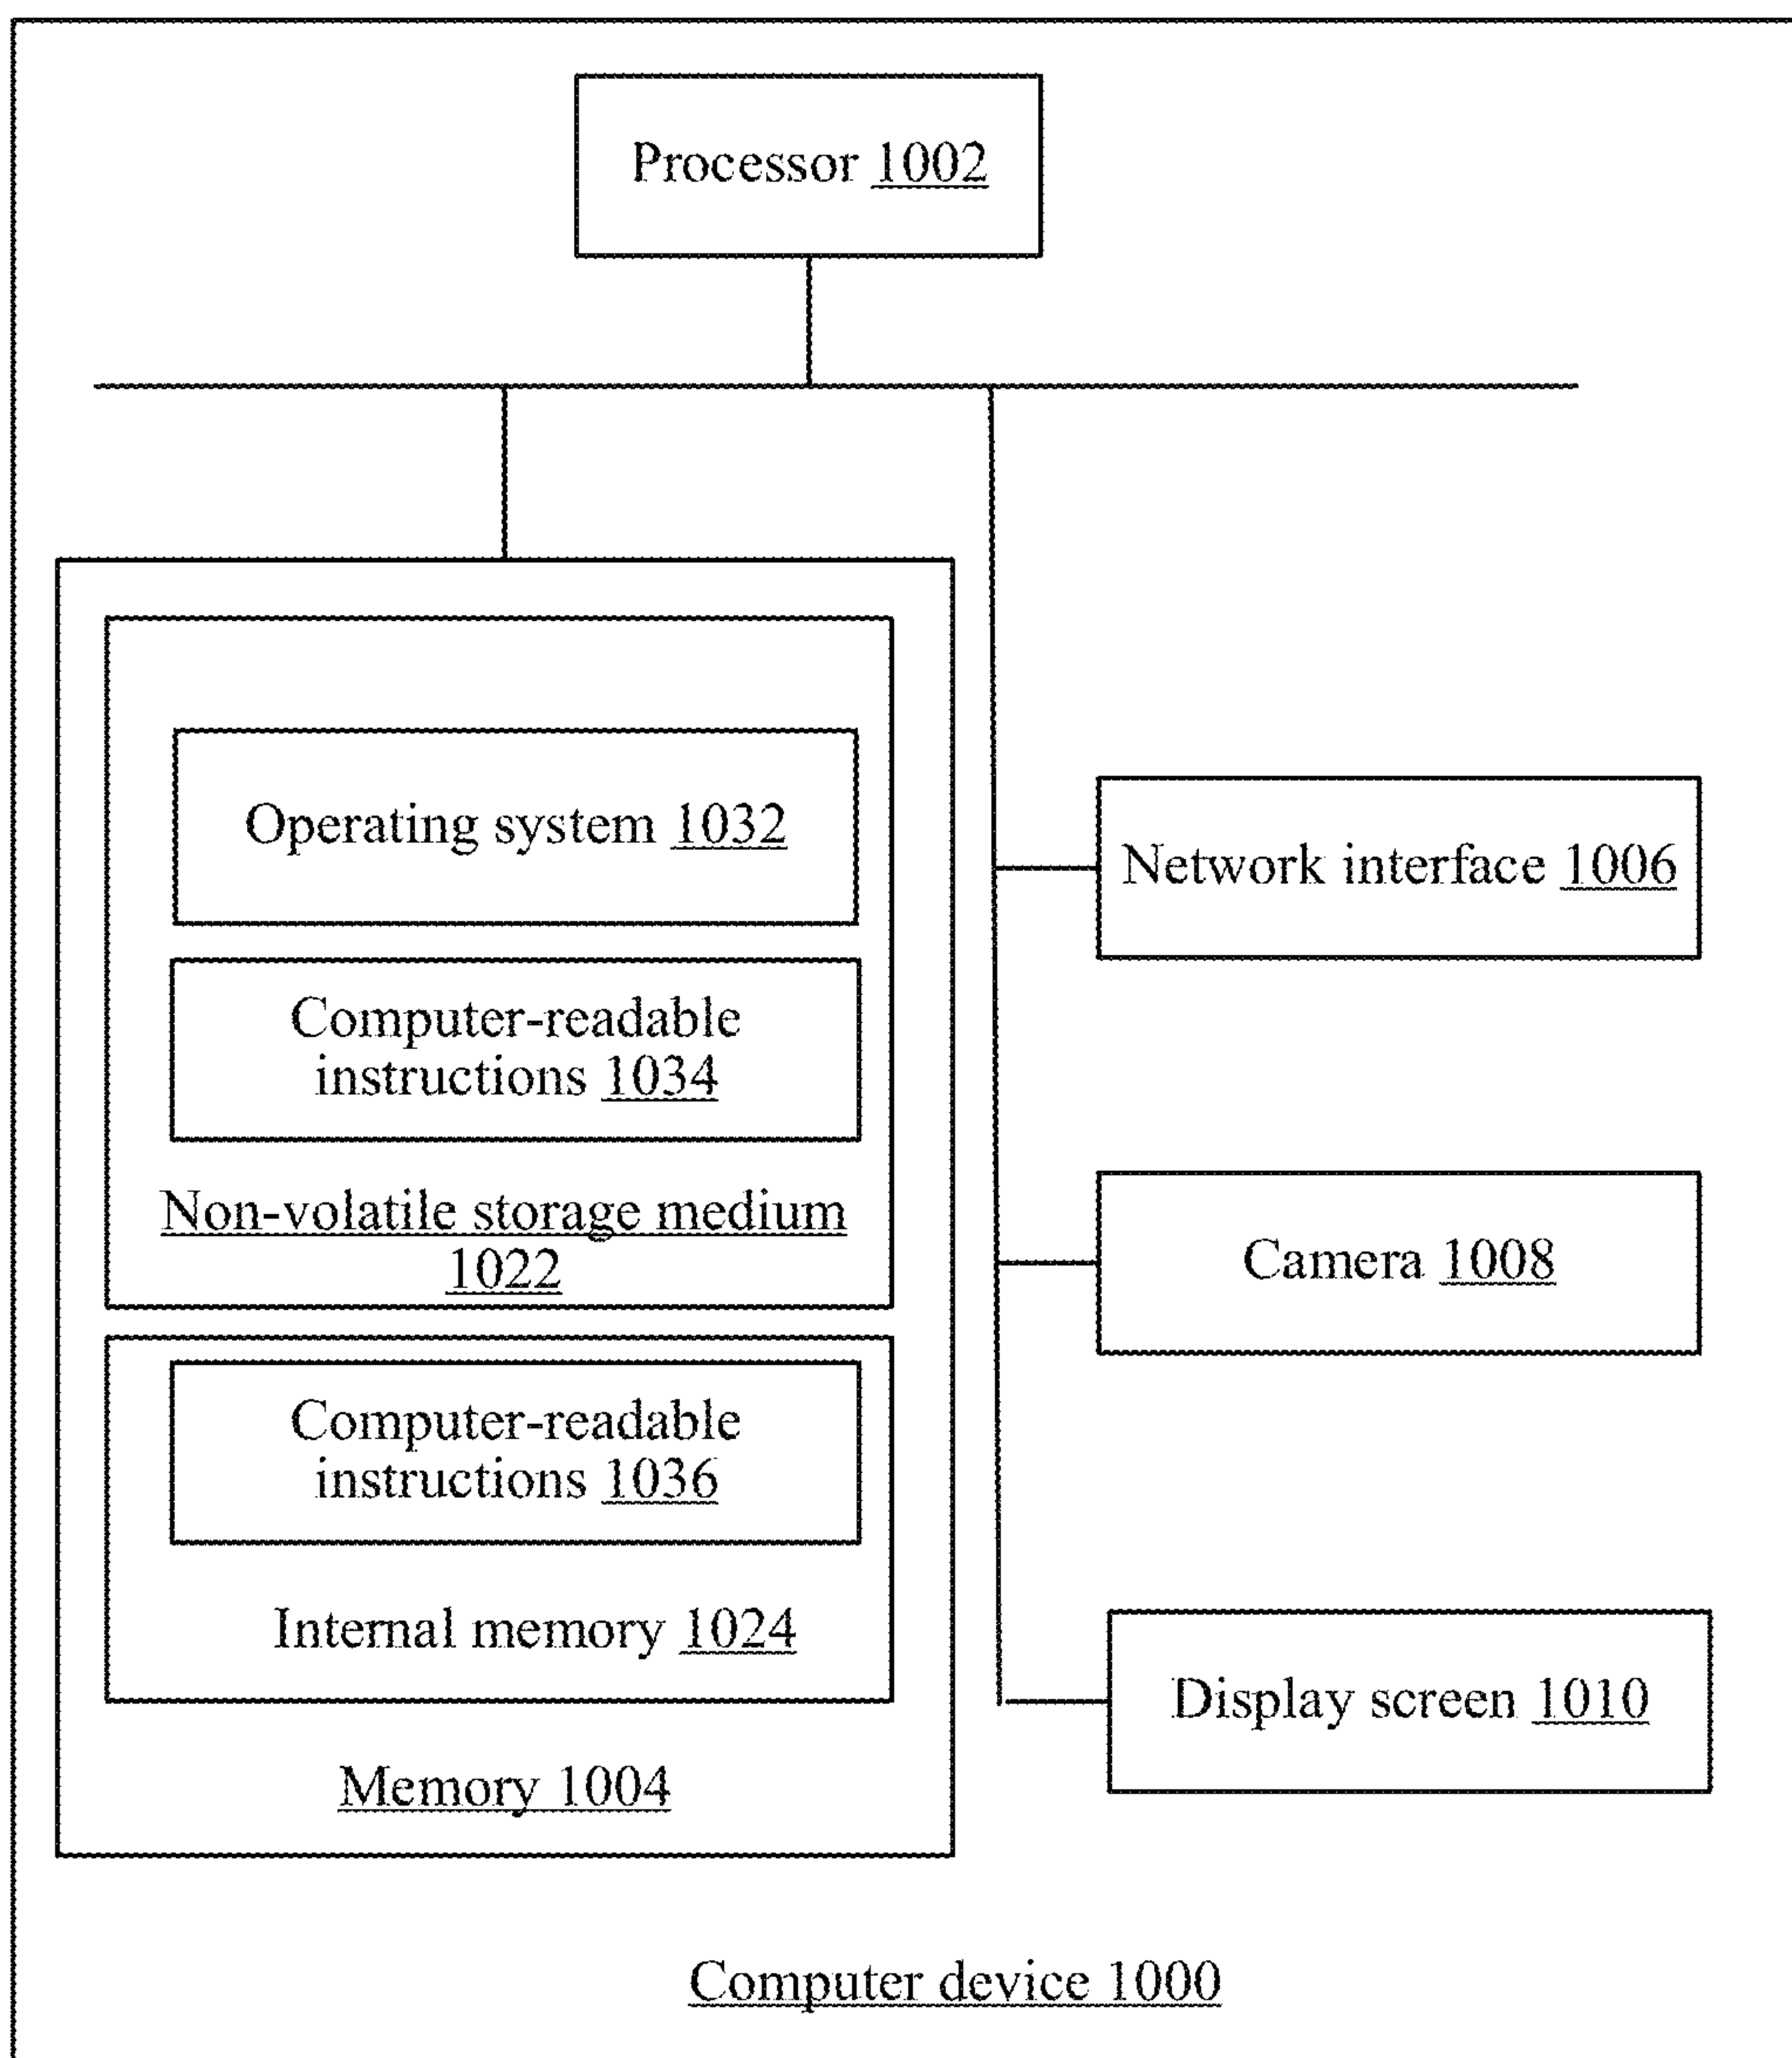 Processor 1002
Operating system 1032
Computer-readable
instructions 1034
Non-volatile storage medium
1022
Computer-readable
instructions 1036
Internal memory 1024
Memory 1004
Network interface 1006
Camera 1008
Display screen 1010
Computer device 1000